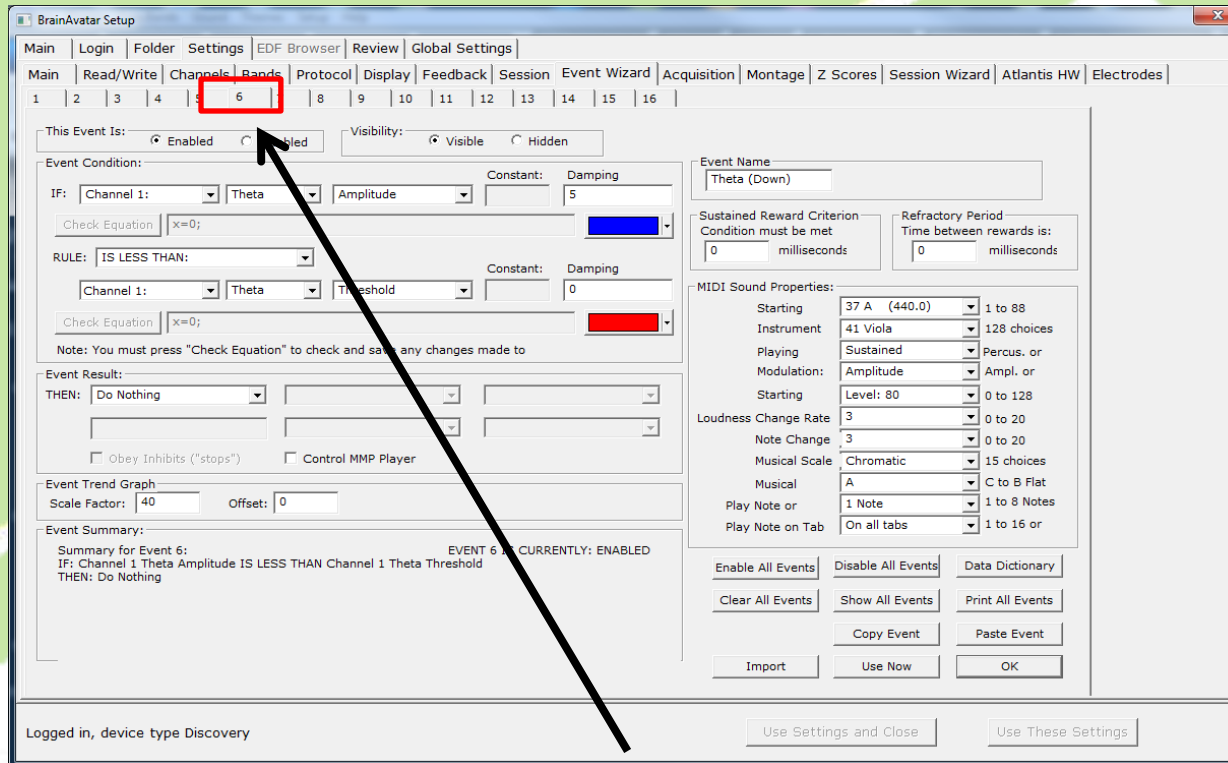 BrainAvatar Setup
Main Login Folder Settings EDF Browser Review Global Settings
Main Read/Write Channels Bands Protocol Display Feedback Session Event Wizard Acquisition Montage Z Scores Session Wizard Atlantis HW Electrodes
1 2 3 4 5 6 8 9 10 11 12 13 14 15 16
This Event Is: Enabled
Visibility: Visible Hidden
Event Condition:
Constant: Damping
IF: Channel 1: Theta Amplitude 5
Check Equation x=0;
RULE: IS LESS THAN:
Constant: Damping
Channel 1: Theta Threshold 0
Check Equation x=0;
Note: You must press "Check Equation" to check and save any changes made to
Event Result:
THEN: Do Nothing
Obey Inhibits ("stops") Control MMP Player
Event Trend Graph
Scale Factor: 40 Offset: 0
Event Summary:
Summary for Event 6: EVENT 6 IS CURRENTLY: ENABLED
IF: Channel 1 Theta Amplitude IS LESS THAN Channel 1 Theta Threshold
THEN: Do Nothing
Event Name
Theta (Down)
Sustained Reward Criterion
Condition must be met
0 milliseconds
Refractory Period
Time between rewards is:
0 milliseconds
MIDI Sound Properties:
Starting 37 A (440.0) 1 to 88
Instrument 41 Viola 128 choices
Playing Sustained Percus. or
Modulation: Amplitude Ampl. or
Starting Level: 80 0 to 128
Loudness Change Rate 3 0 to 20
Note Change 3 0 to 20
Musical Scale Chromatic 15 choices
Musical A C to B Flat
Play Note or 1 Note 1 to 8 Notes
Play Note on Tab On all tabs 1 to 16 or
Enable All Events Disable All Events Data Dictionary
Clear All Events Show All Events Print All Events
Copy Event Paste Event
Import Use Now OK
Logged in, device type Discovery
Use Settings and Close Use These Settings